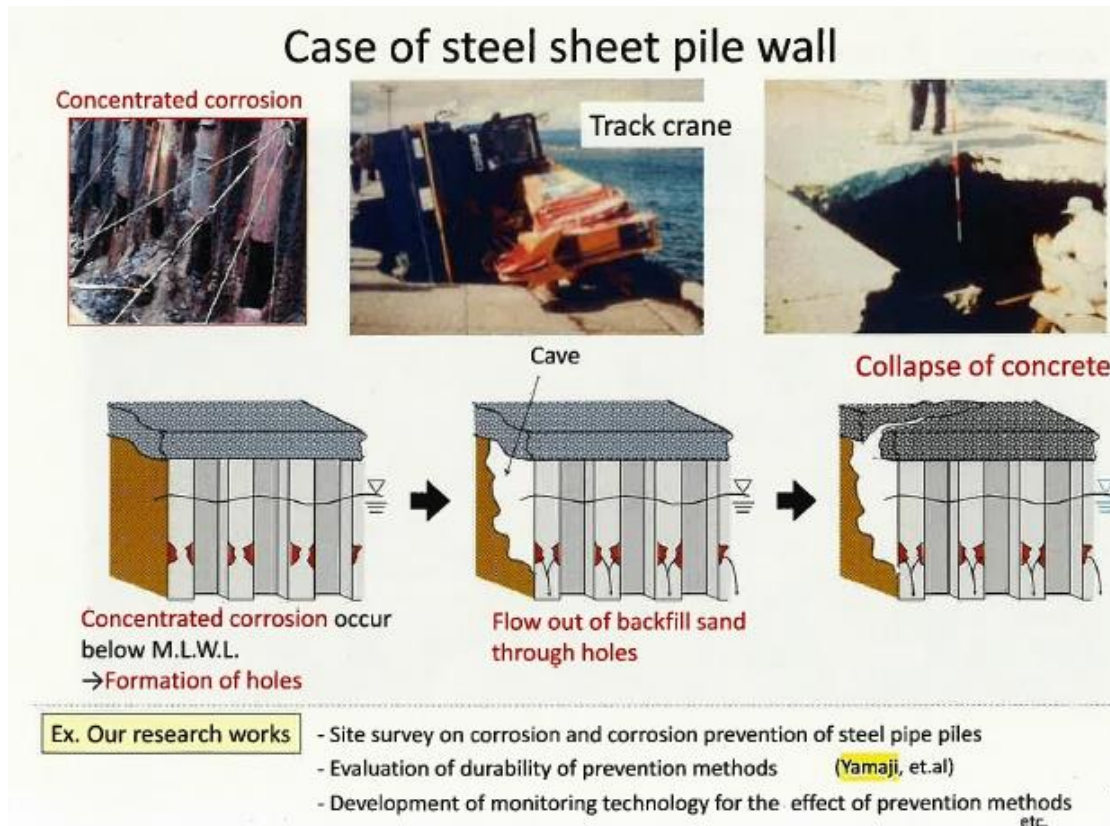 Case of steel sheet pile wall
Concentrated corrosion
Track crane
Cave
Collapse of concrete
Concentrated corrosion occur
below M.L.W.L.
→Formation of holes
Flow out of backfill sand
through holes
Ex. Our research works
- Site survey on corrosion and corrosion prevention of steel pipe piles
- Evaluation of durability of prevention methods (Yamaji, et.al)
- Development of monitoring technology for the effect of prevention methods
etc.